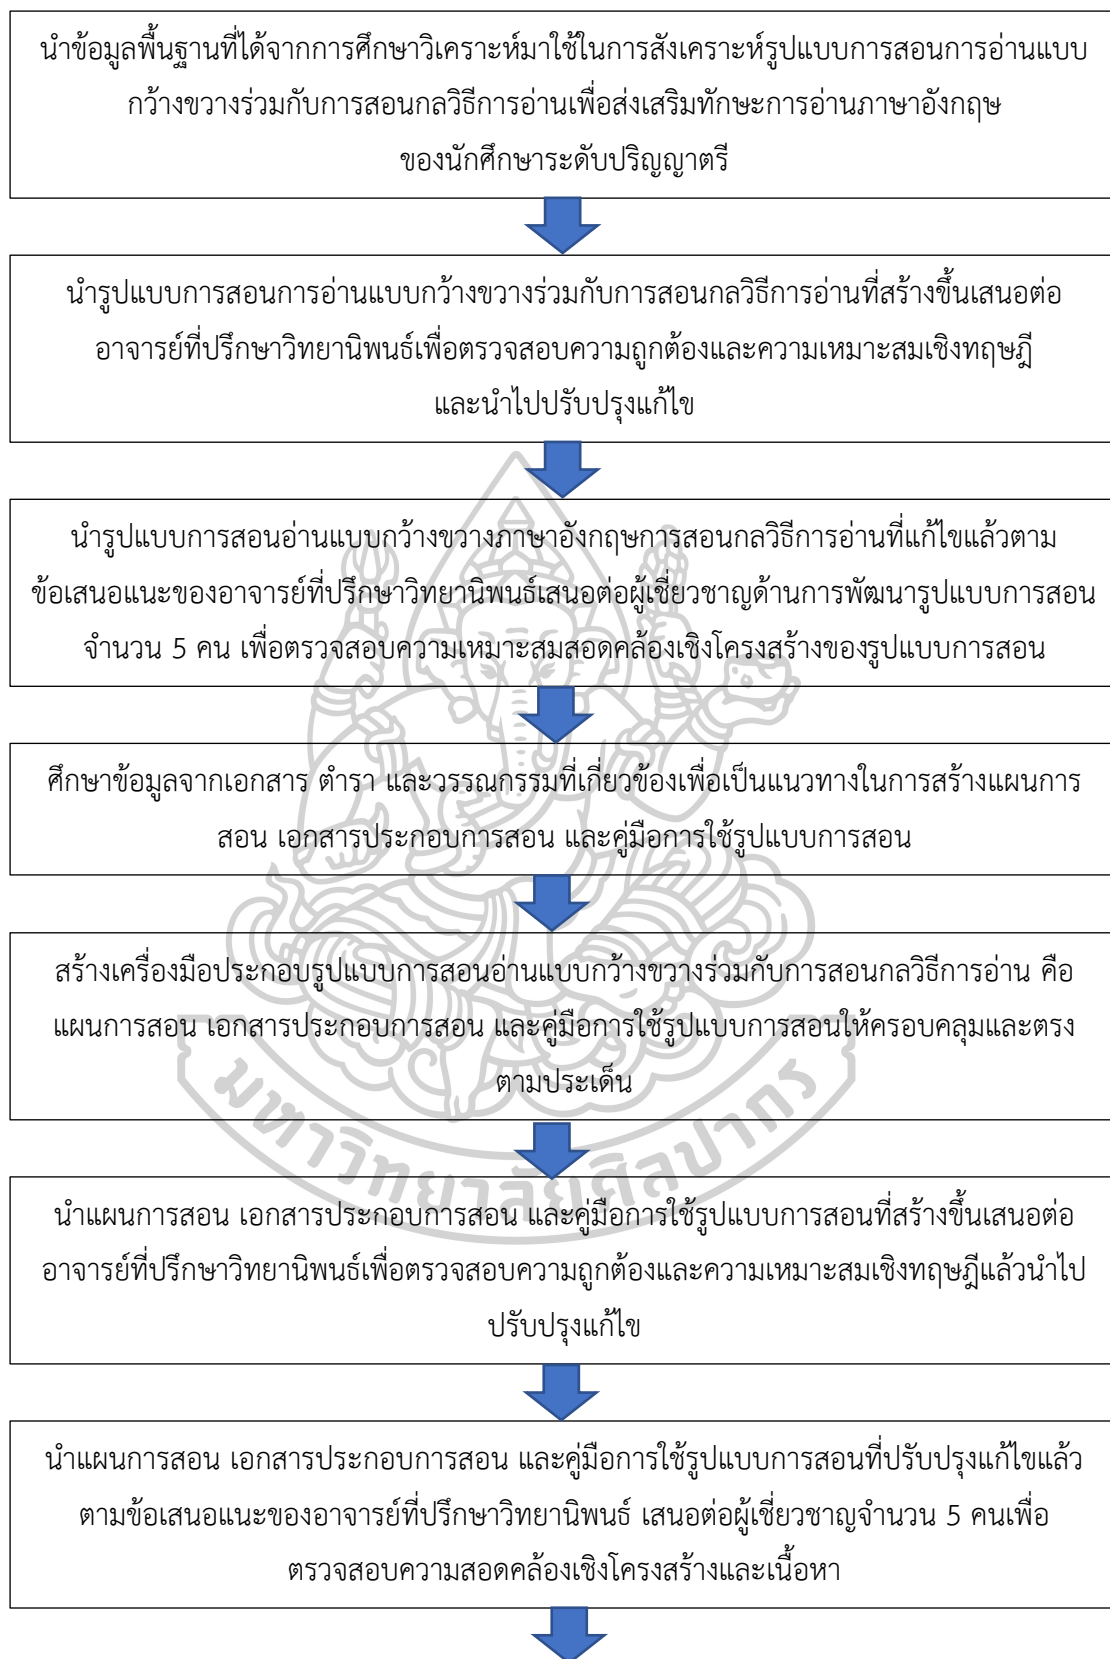 นำข้อมูลพื้นฐานที่ได้จากการศึกษาวิเคราะห์มาใช้ในการสังเคราะห์รูปแบบการสอนการอ่านแบบ
กว้างขวางร่วมกับการสอนกลวิธีการอ่านเพื่อส่งเสริมทักษะการอ่านภาษาอังกฤษ
ของนักศึกษาระดับปริญญาตรี
นำรูปแบบการสอนการอ่านแบบกว้างขวางร่วมกับการสอนกลวิธีการอ่านที่สร้างขึ้นเสนอต่อ
อาจารย์ที่ปรึกษาวิทยานิพนธ์เพื่อตรวจสอบความถูกต้องและความเหมาะสมเชิงทฤษฎี
และนำไปปรับปรุงแก้ไข
นำรูปแบบการสอนอ่านแบบกว้างขวางภาษาอังกฤษการสอนกลวิธีการอ่านที่แก้ไขแล้วตาม
ข้อเสนอแนะของอาจารย์ที่ปรึกษาวิทยานิพนธ์เสนอต่อผู้เชี่ยวชาญด้านการพัฒนารูปแบบการสอน
จำนวน 5 คน เพื่อตรวจสอบความเหมาะสมสอดคล้องเชิงโครงสร้างของรูปแบบการสอน
ศึกษาข้อมูลจากเอกสาร ตำรา และวรรณกรรมที่เกี่ยวข้องเพื่อเป็นแนวทางในการสร้างแผนการ
สอน เอกสารประกอบการสอน และคู่มือการใช้รูปแบบการสอน
สร้างเครื่องมือประกอบรูปแบบการสอนอ่านแบบกว้างขวางร่วมกับการสอนกลวิธีการอ่าน คือ
แผนการสอน เอกสารประกอบการสอน และคู่มือการใช้รูปแบบการสอนให้ครอบคลุมและตรง
ตามประเด็น
มหาวิทยาลัยศิลปากร
นำแผนการสอน เอกสารประกอบการสอน และคู่มือการใช้รูปแบบการสอนที่สร้างขึ้นเสนอต่อ
อาจารย์ที่ปรึกษาวิทยานิพนธ์เพื่อตรวจสอบความถูกต้องและความเหมาะสมเชิงทฤษฎีแล้วนำไป
ปรับปรุงแก้ไข
นำแผนการสอน เอกสารประกอบการสอน และคู่มือการใช้รูปแบบการสอนที่ปรับปรุงแก้ไขแล้ว
ตามข้อเสนอแนะของอาจารย์ที่ปรึกษาวิทยานิพนธ์ เสนอต่อผู้เชี่ยวชาญจำนวน 5 คนเพื่อ
ตรวจสอบความสอดคล้องเชิงโครงสร้างและเนื้อหา